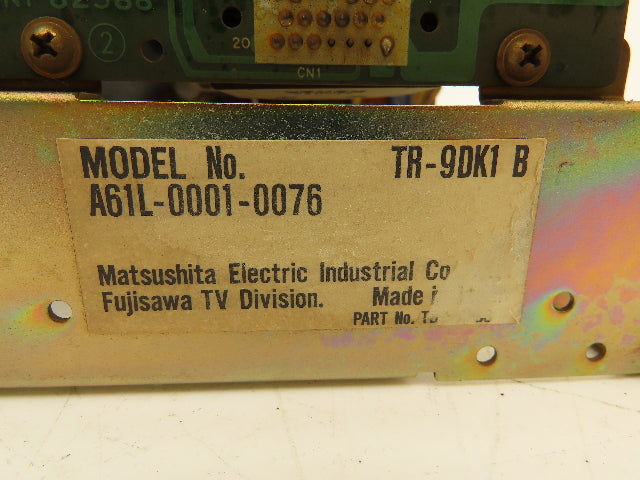 2
20
CN1
MODEL No. TR-9DK1 B
A61L-0001-0076
Matsushita Electric Industrial Co
Fujisawa TV Division. Made
PART No.